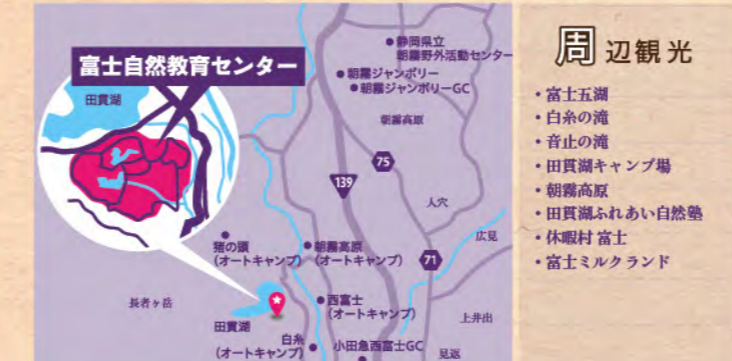 富士自然教育センター
田貫湖
静岡県立
朝霧野外活動センター
朝霧ジャンボリー
朝霧ジャンボリーGC
朝霧高原
75
139
人穴
広見
猪の頭
(オートキャンプ)
朝霧高原
(オートキャンプ)
71
長者ヶ岳
田貫湖
西富士
(オートキャンプ)
上井出
白糸
(オートキャンプ)
小田急西富士GC
見返
周辺観光
・富士五湖
・白糸の滝
・音止の滝
・田貫湖キャンプ場
・朝霧高原
・田貫湖ふれあい自然塾
・休暇村 富士
・富士ミルクランド